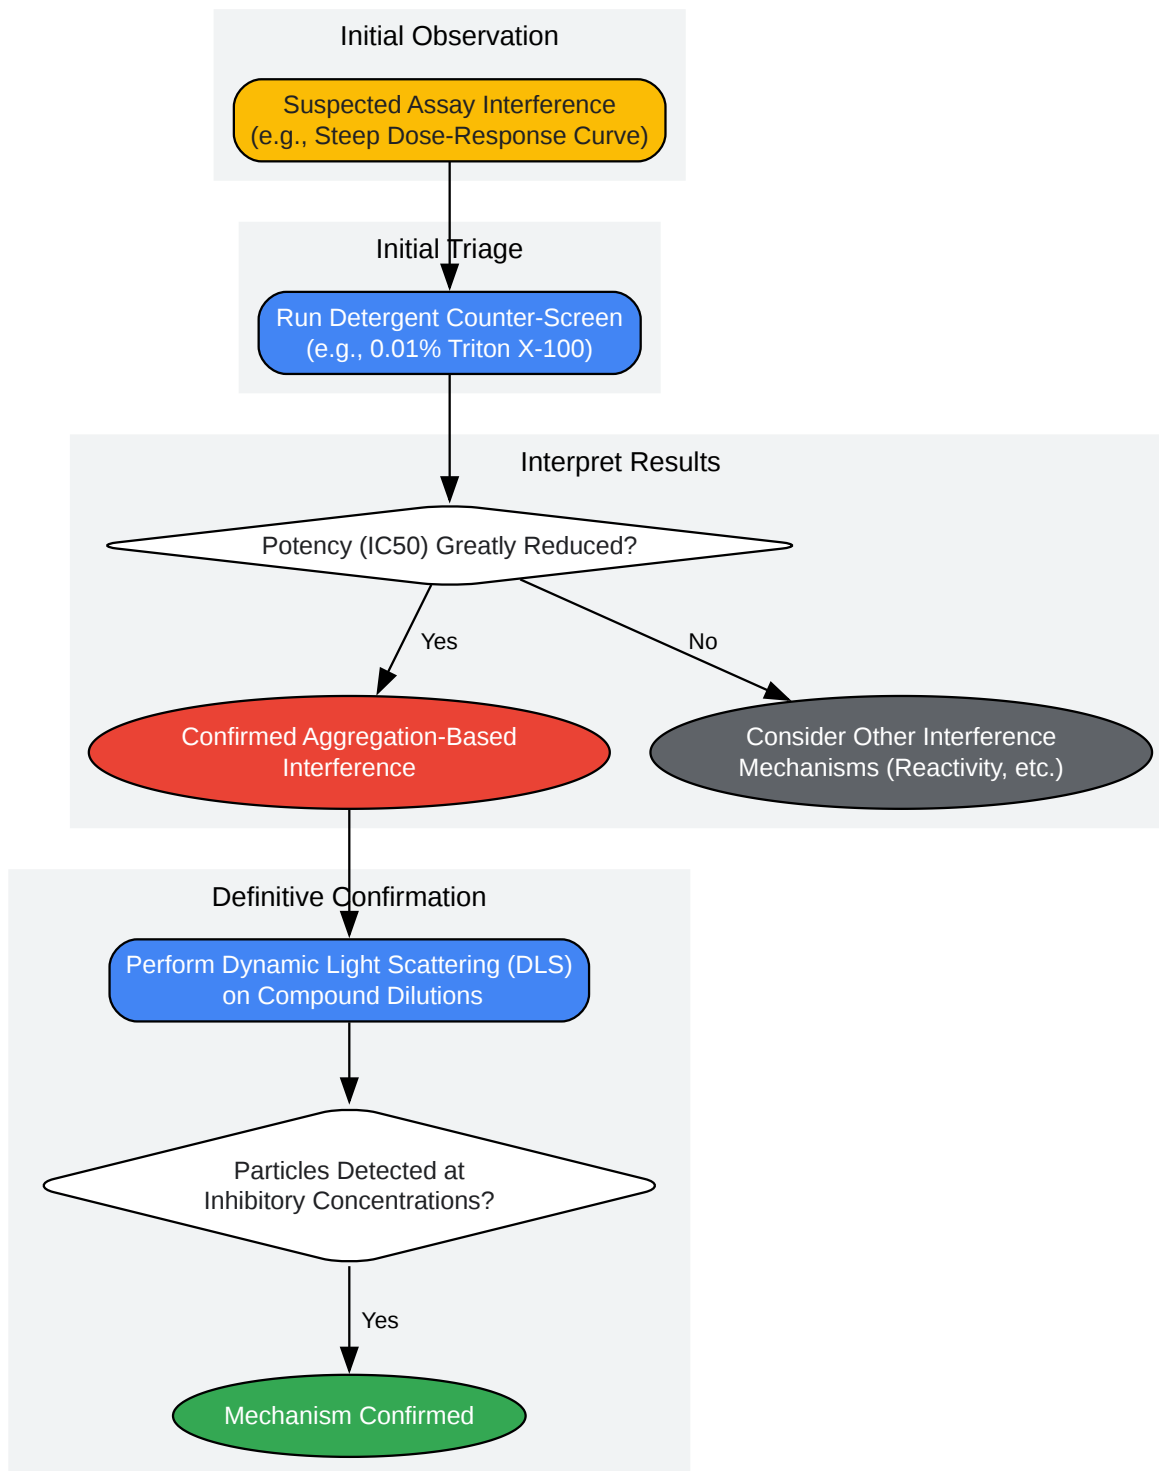 Initial Observation
Suspected Assay Interference
(e.g., Steep Dose-Response Curve)
Initial Triage
Run Detergent Counter-Screen
(e.g., 0.01% Triton X-100)
Interpret Results
Potency (IC50) Greatly Reduced?
Yes
No
Confirmed Aggregation-Based
Interference
Consider Other Interference
Mechanisms (Reactivity, etc.)
Definitive Confirmation
Perform Dynamic Light Scattering (DLS)
on Compound Dilutions
Particles Detected at
Inhibitory Concentrations?
Yes
Mechanism Confirmed